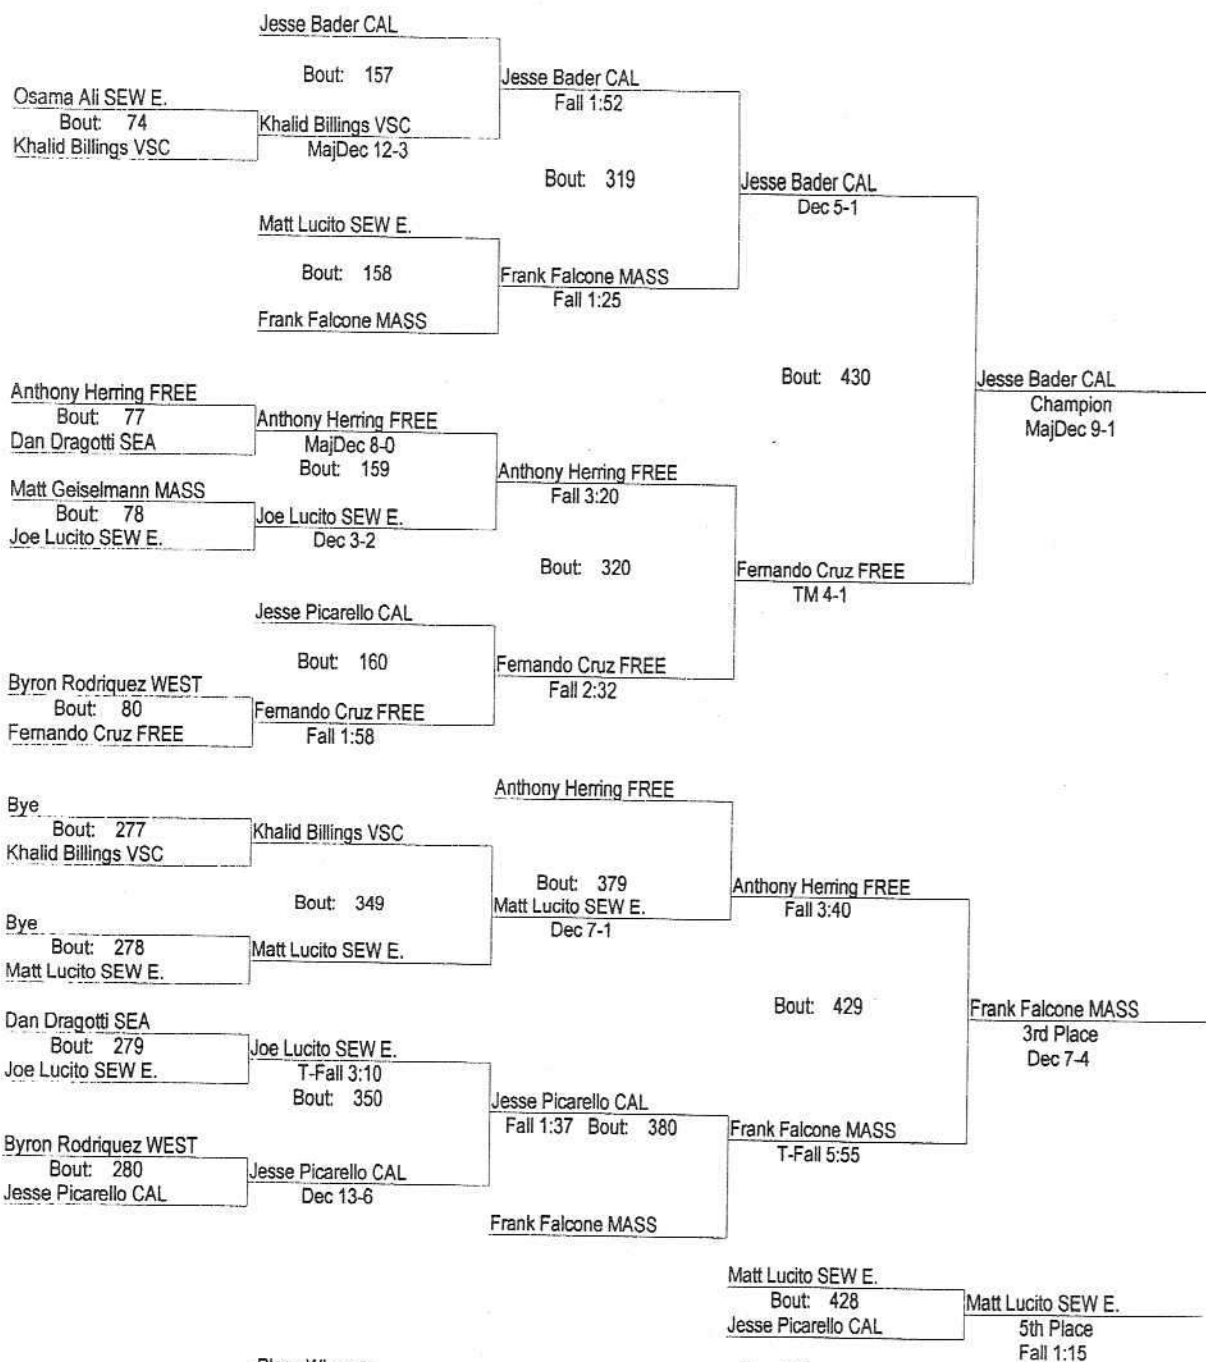 Jesse Bader CAL
Bout: 157
Jesse Bader CAL
Fall 1:52
Osama Ali SEW E.
Bout: 74
Khalid Billings VSC
Khalid Billings VSC
MajDec 12-3
Bout: 319
Jesse Bader CAL
Dec 5-1
Matt Lucito SEW E.
Bout: 158
Frank Falcone MASS
Fall 1:25
Frank Falcone MASS
Bout: 430
Jesse Bader CAL
Champion
MajDec 9-1
Anthony Herring FREE
Bout: 77
Dan Dragotti SEA
Anthony Herring FREE
MajDec 8-0
Bout: 159
Anthony Herring FREE
Fall 3:20
Matt Geiselmann MASS
Bout: 78
Joe Lucito SEW E.
Joe Lucito SEW E.
Dec 3-2
Bout: 320
Fernando Cruz FREE
TM 4-1
Jesse Picarello CAL
Bout: 160
Fernando Cruz FREE
Fall 2:32
Byron Rodriquez WEST
Bout: 80
Fernando Cruz FREE
Fernando Cruz FREE
Fall 1:58
Anthony Herring FREE
Bye
Bout: 277
Khalid Billings VSC
Khalid Billings VSC
Bout: 349
Bout: 379
Matt Lucito SEW E.
Dec 7-1
Anthony Herring FREE
Fall 3:40
Bye
Bout: 278
Matt Lucito SEW E.
Matt Lucito SEW E.
Bout: 429
Frank Falcone MASS
3rd Place
Dec 7-4
Dan Dragotti SEA
Bout: 279
Joe Lucito SEW E.
Joe Lucito SEW E.
T-Fall 3:10
Bout: 350
Jesse Picarello CAL
Fall 1:37 Bout: 380
Frank Falcone MASS
T-Fall 5:55
Byron Rodriquez WEST
Bout: 280
Jesse Picarello CAL
Jesse Picarello CAL
Dec 13-6
Frank Falcone MASS
Matt Lucito SEW E.
Bout: 428
Jesse Picarello CAL
Matt Lucito SEW E.
5th Place
Fall 1:15